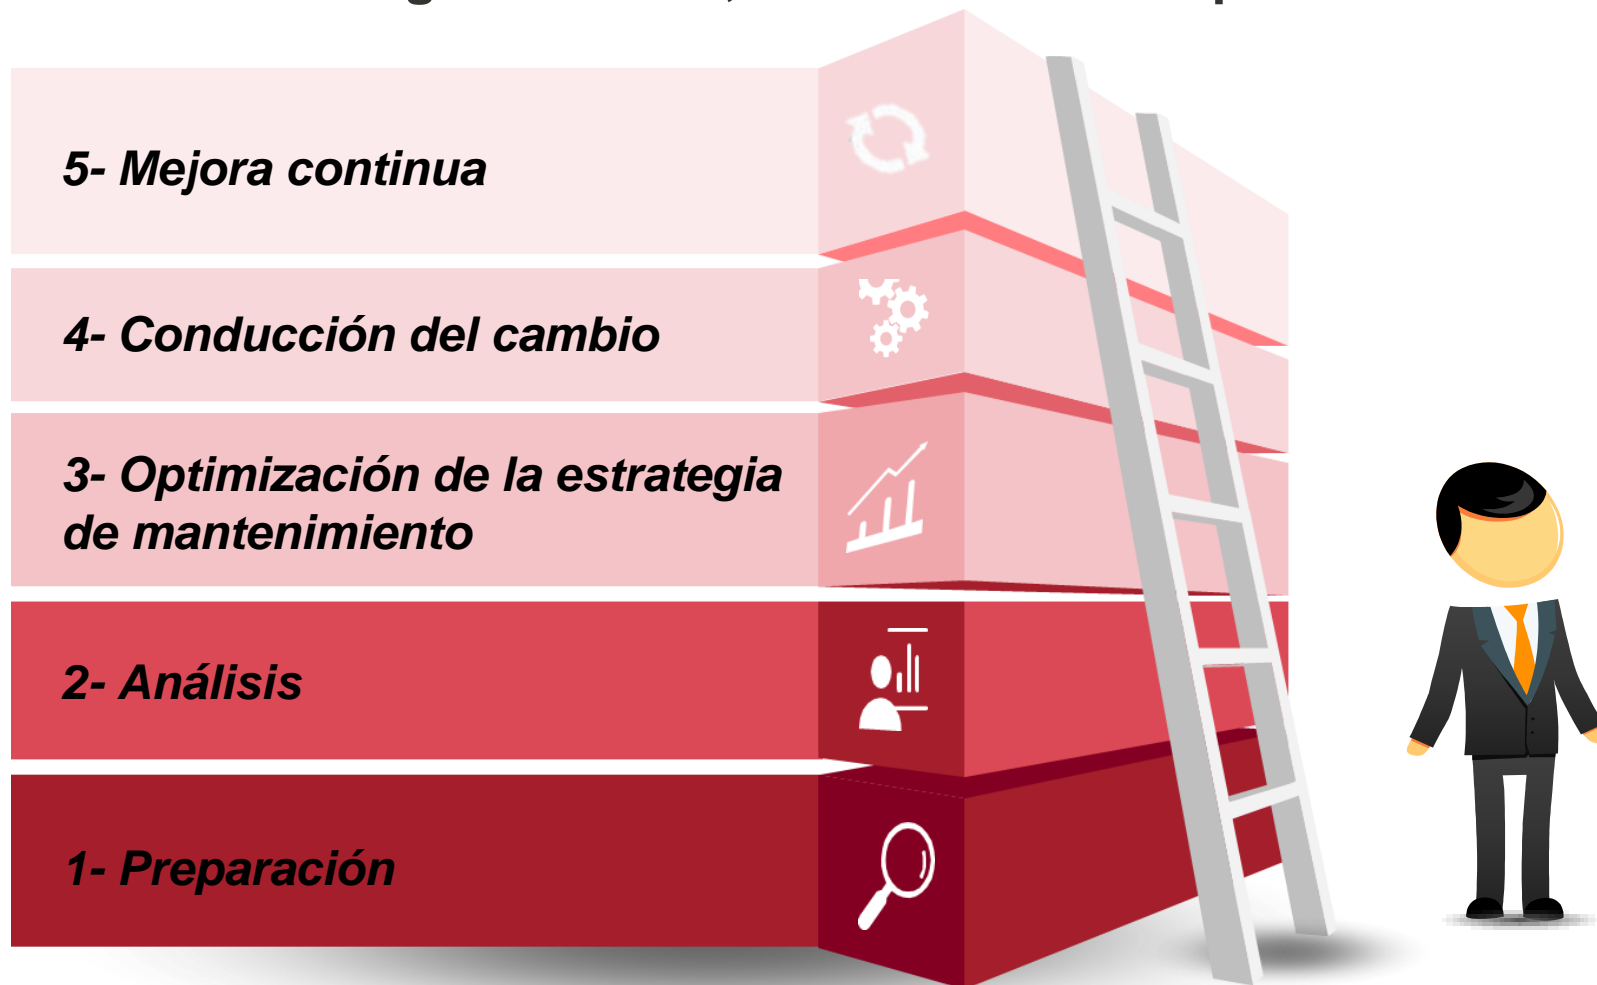 5- Mejora continua
4- Conducción del cambio
3- Optimización de la estrategia
de mantenimiento
2- Análisis
1- Preparación